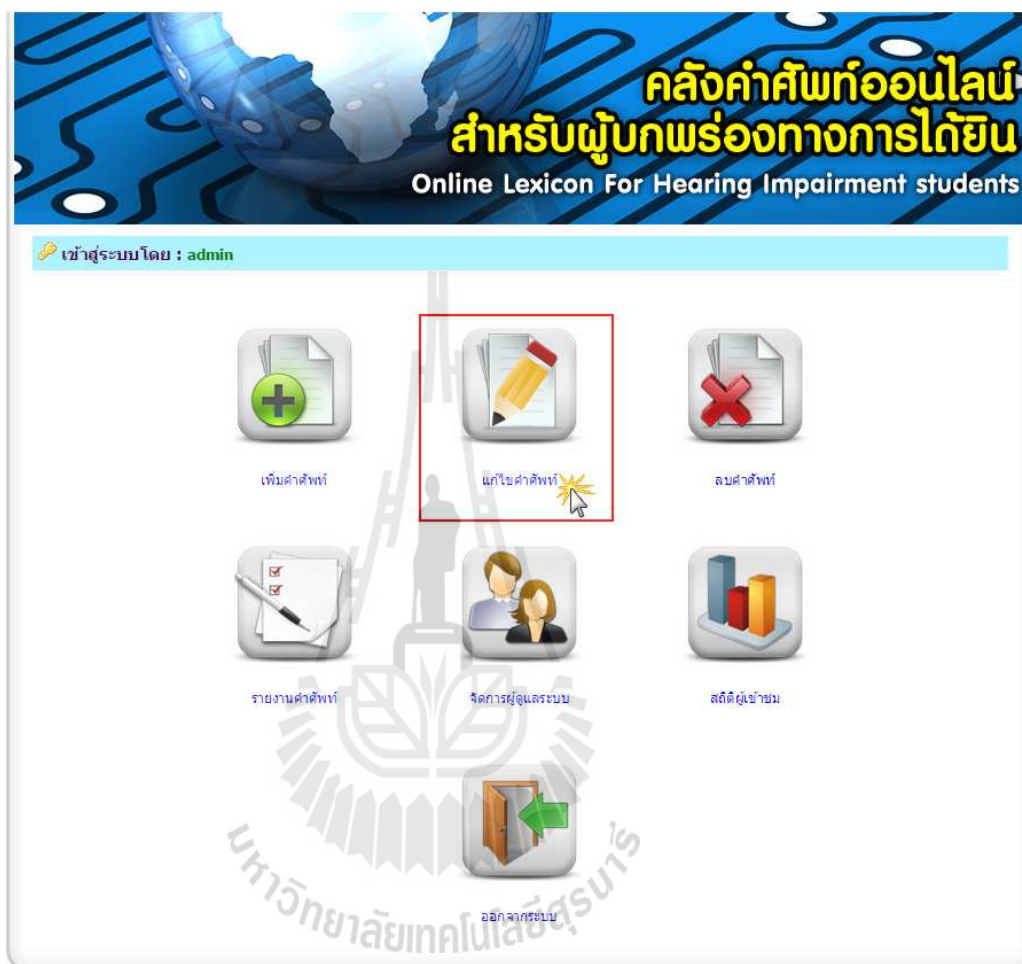 คลังคำศัพท์ออนไลน์
สำหรับผู้บกพร่องทางการได้ยิน
Online Lexicon For Hearing Impairment students
เข้าสู่ระบบโดย : admin
เพิ่มคำศัพท์ แก้ไขคำศัพท์ ลบคำศัพท์
รายงานคำศัพท์ จัดการผู้ดูแลระบบ สถิติผู้เข้าชม
ออกจากระบบ
มหาวิทยาลัยเทคโนโลยีสุรนารี